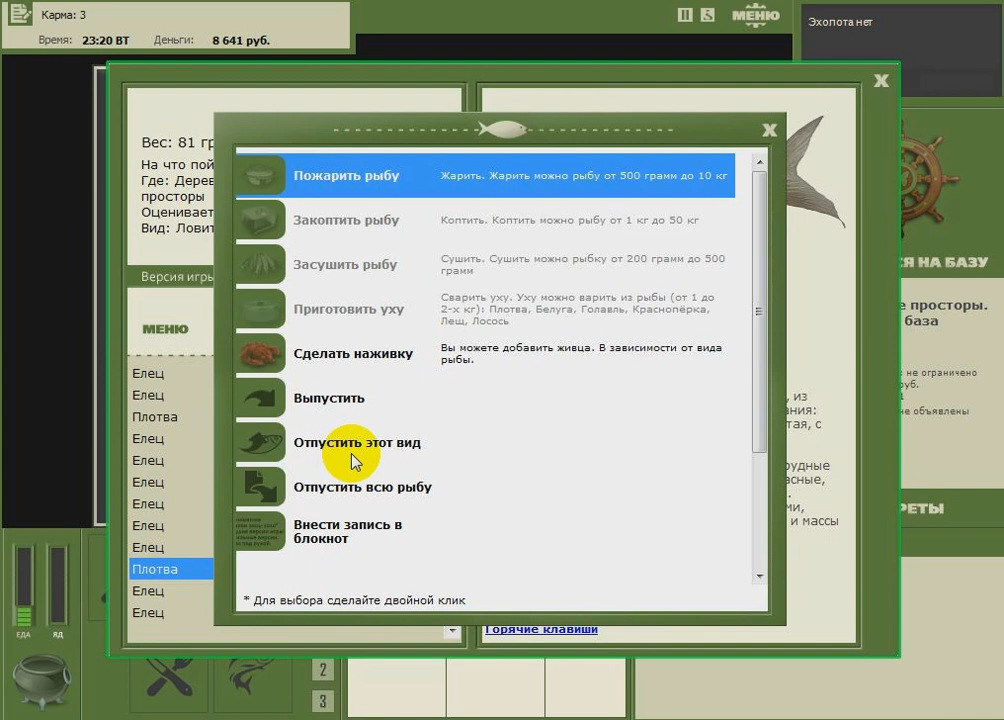 Карма: 3
Время: 23:20 ВТ Деньги: 8 641 руб.
МЕНЮ
Эхолота нет
Вес: 81 гр
На что пой
Где: Дерев
просторы
Оценивает
Вид: Ловит
Версия игры
МЕНЮ
Елец
Елец
Плотва
Елец
Елец
Елец
Елец
Елец
Елец
Плотва
Елец
Елец
Пожарить рыбу Жарить. Жарить можно рыбу от 500 грамм до 10 кг
Закоптить рыбу Коптить. Коптить можно рыбу от 1 кг до 50 кг
Засушить рыбу Сушить. Сушить можно рыбку от 200 грамм до 500
грамм
Приготовить уху Сварить уху. Уху можно варить из рыбы (от 1 до
2-х кг): Плотва, Белуга, Голавль, Краснопёрка,
Лещ, Лосось
Сделать наживку Вы можете добавить живца. В зависимости от вида
рыбы.
Выпустить
Отпустить этот вид
Отпустить всю рыбу
Внести запись в
блокнот
* Для выбора сделайте двойной клик
Горячие клавиши
, из
ания:
тая, с
рудные
асные,
ми,
и массы
СЯ НА БАЗУ
е просторы.
база
в не ограничено
руб.
1
не объявлены
РЕТЫ
ЕДА ЯД
2
3